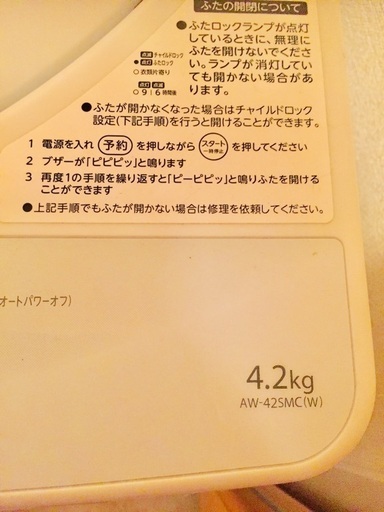 ふたの開閉について
●ふたロックランプが点灯
しているときに、無理に
ふたを開けないでくださ
い。ランプが消灯してい
ても開かない場合があ
ります。
点滅 チャイルドロック
●点灯 ふたロック
○衣類片寄り
点灯 点滅
○9 6時間後
●ふたが開かなくなった場合はチャイルドロック
設定(下記手順)を行うと開けることができます。
1 電源を入れ 予約 を押しながら スタート 一時停止 を押してください
2 ブザーが「ピピピッ」と鳴ります
3 再度1の手順を繰り返すと「ピーピピッ」と鳴りふたを開ける
ことができます
●上記手順でもふたが開かない場合は修理を依頼してください。
オートパワーオフ)
4.2kg
AW-42SMC(W)